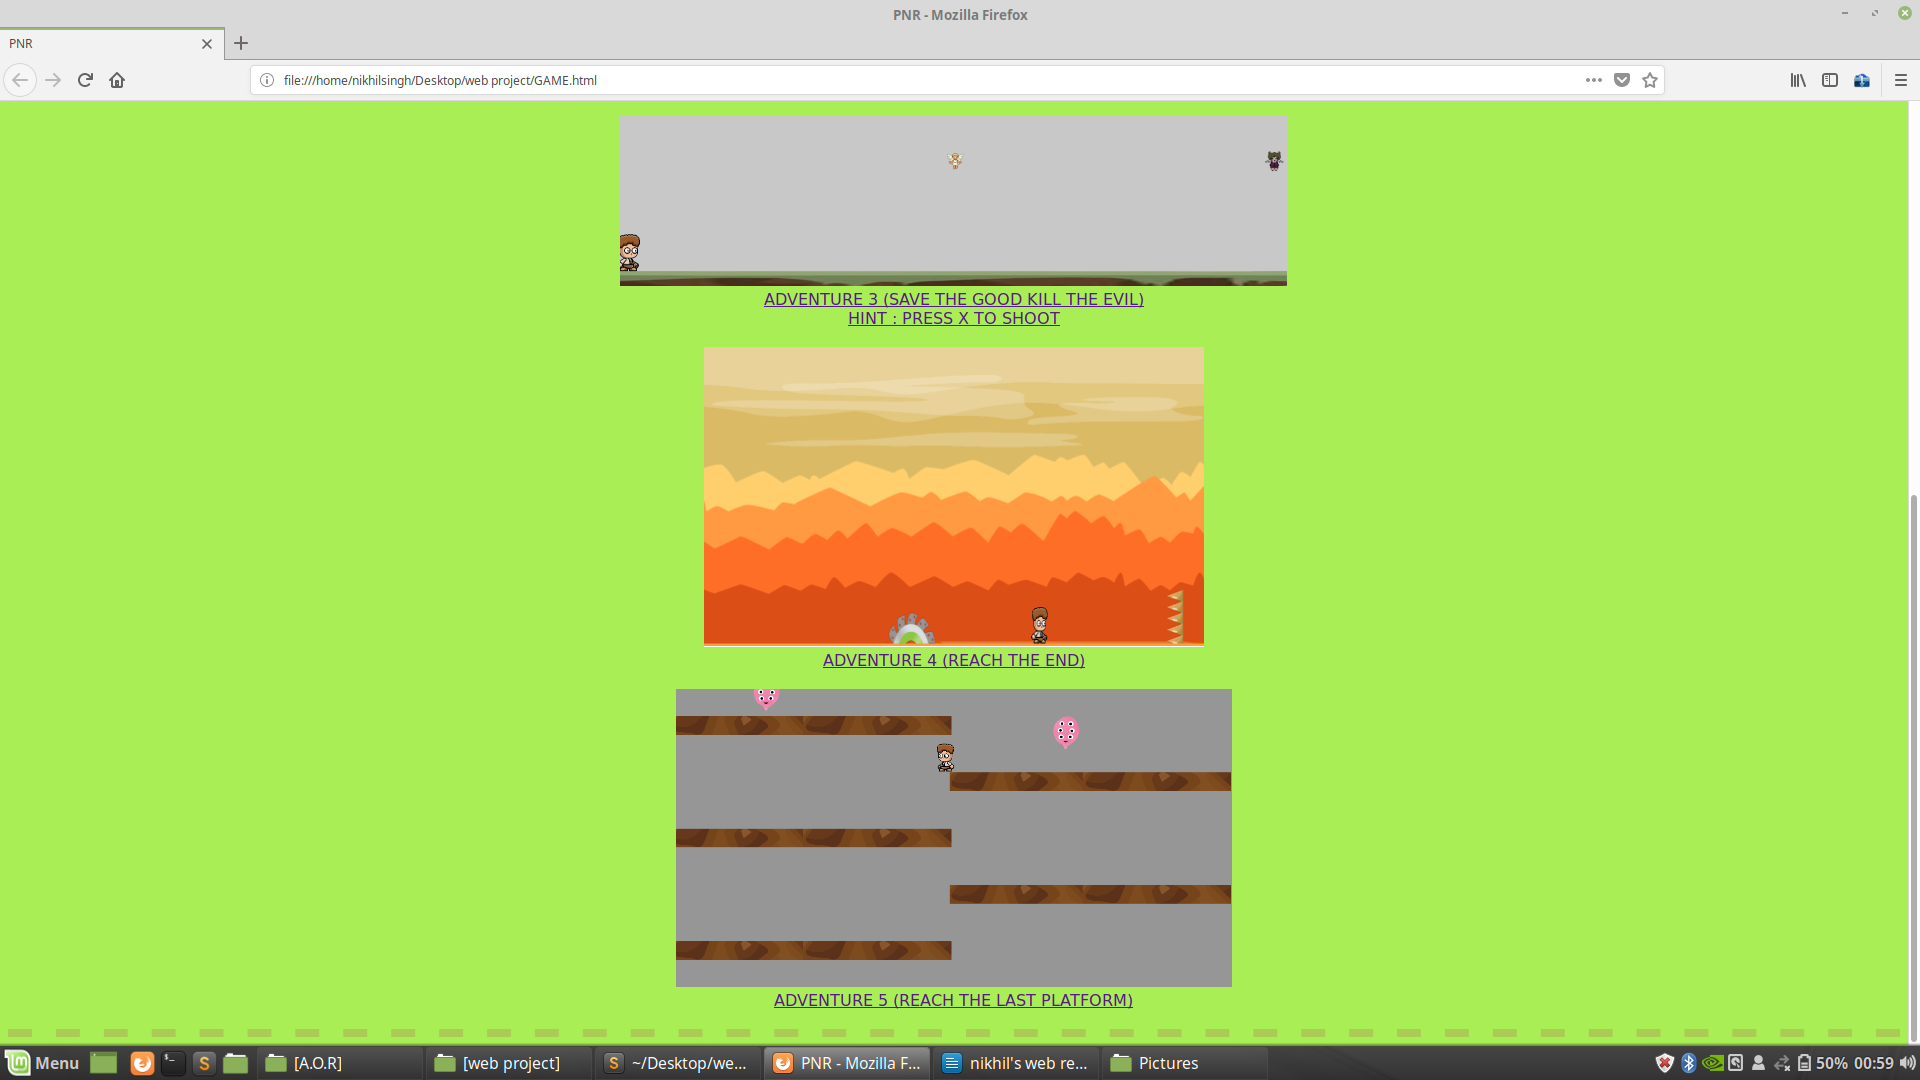 PNR - Mozilla Firefox
PNR
file:///home/nikhilsingh/Desktop/web project/GAME.html
ADVENTURE 3 (SAVE THE GOOD KILL THE EVIL)
HINT : PRESS X TO SHOOT
ADVENTURE 4 (REACH THE END)
ADVENTURE 5 (REACH THE LAST PLATFORM)
Menu [A.O.R] [web project] ~/Desktop/we... PNR - Mozilla F... nikhil's web re... Pictures 50% 00:59